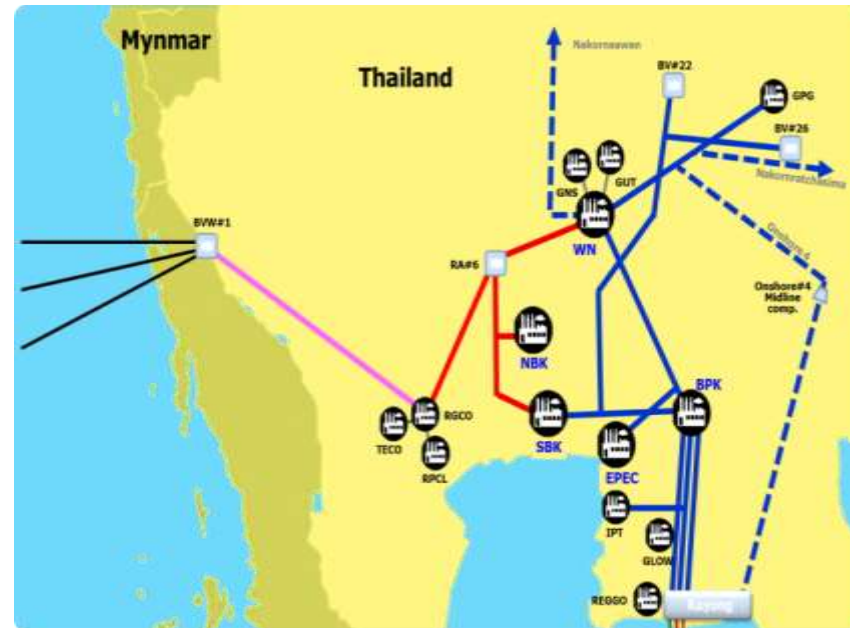 Mynmar
Nakornsawan
BV#22
Thailand
GPG
BV#26
GNS
GUT
Nakornratchasima
BVW#1
WN
Onshore 4
RA#6
Onshore#4
Midline
comp.
NBK
BPK
RGCO
TECO
SBK
RPCL
EPEC
IPT
GLOW
REGGO
Rayong